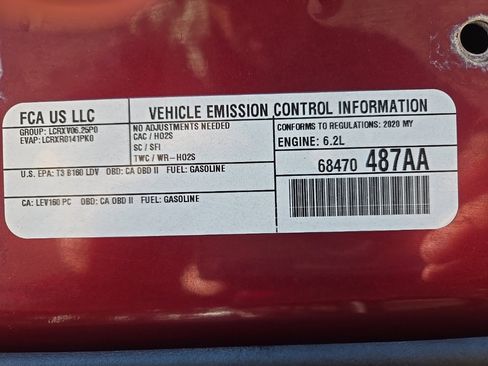 FCA US LLC
GROUP: LCRXV06.25P0
EVAP: LCRXR0141PK0
VEHICLE EMISSION CONTROL INFORMATION
NO ADJUSTMENTS NEEDED
CAC / HO2S
SC / SFI
TWC / WR-HO2S
CONFORMS TO REGULATIONS: 2020 MY
ENGINE: 6.2L
68470 487AA
U.S. EPA: T3 B160 LDV OBD: CA OBD II FUEL: GASOLINE
CA: LEV160 PC OBD: CA OBD II FUEL: GASOLINE